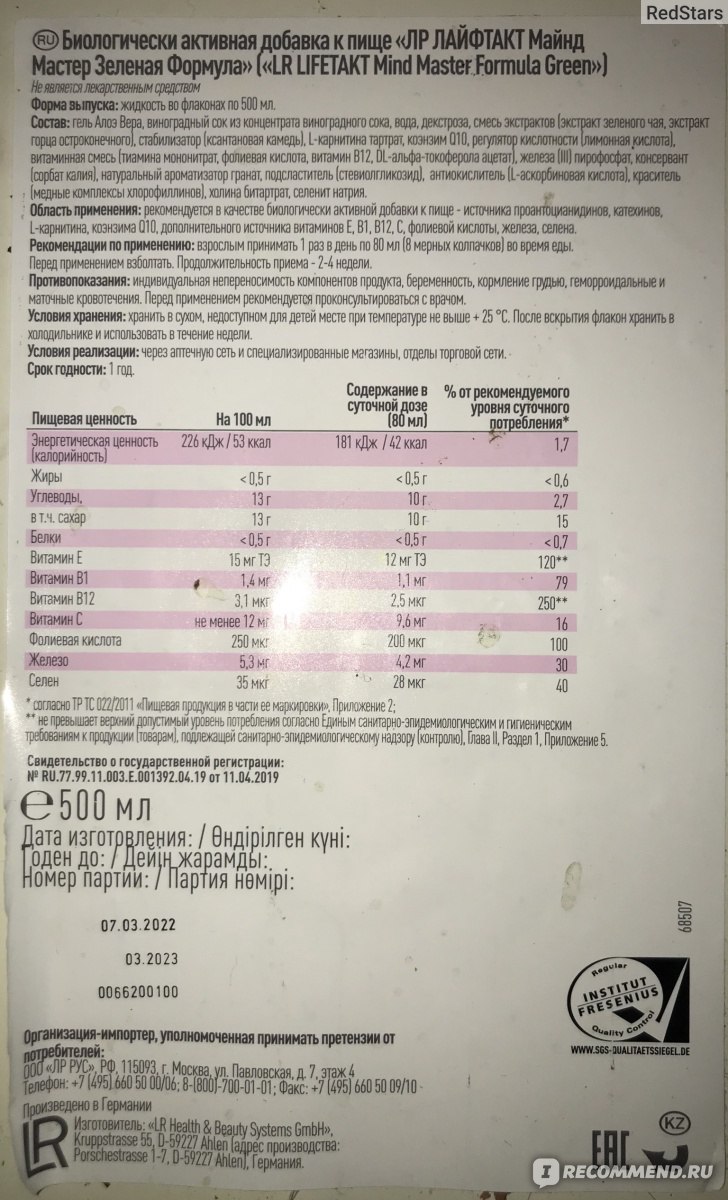 RedStars
RU Биологически активная добавка к пище «ЛР ЛАЙФТАКТ Майнд
Мастер Зеленая Формула» («LR LIFETAKT Mind Master Formula Green»)
Не является лекарственным средством
Форма выпуска: жидкость во флаконах по 500 мл.
Состав: гель Алоэ Вера, виноградный сок из концентрата виноградного сока, вода, декстроза, смесь экстрактов (экстракт зеленого чая, экстракт
горца остроконечного), стабилизатор (ксантановая камедь), L-карнитина тартрат, коэнзим Q10, регулятор кислотности (лимонная кислота),
витаминная смесь (тиамина мононитрат, фолиевая кислота, витамин B12, DL-альфа-токоферола ацетат), железа (III) пирофосфат, консервант
(сорбат калия), натуральный ароматизатор гранат, подсластитель (стевиолгликозид), антиокислитель (L-аскорбиновая кислота), краситель
(медные комплексы хлорофиллинов), холина битартрат, селенит натрия.
Область применения: рекомендуется в качестве биологически активной добавки к пище - источника проантоцианидинов, катехинов,
L-карнитина, коэнзима Q10, дополнительного источника витаминов Е, В1, В12, С, фолиевой кислоты, железа, селена.
Рекомендации по применению: взрослым принимать 1 раз в день по 80 мл (8 мерных колпачков) во время еды.
Перед применением взболтать. Продолжительность приема - 2-4 недели.
Противопоказания: индивидуальная непереносимость компонентов продукта, беременность, кормление грудью, геморроидальные и
маточные кровотечения. Перед применением рекомендуется проконсультироваться с врачом.
Условия хранения: хранить в сухом, недоступном для детей месте при температуре не выше + 25 °C. После вскрытия флакон хранить в
холодильнике и использовать в течение недели.
Условия реализации: через аптечную сеть и специализированные магазины, отделы торговой сети.
Срок годности: 1 год.
Пищевая ценность На 100 мл Содержание в суточной дозе (80 мл) % от рекомендуемого уровня суточного потребления*
Энергетическая ценность (калорийность) 226 кДж / 53 ккал 181 кДж / 42 ккал 1,7
Жиры <0,5 г <0,5 г <0,6
Углеводы, 13 г 10 г 2,7
в т.ч. сахар 13 г 10 г 15
Белки <0,5 г <0,5 г <0,7
Витамин Е 15 мг ТЭ 12 мг ТЭ 120**
Витамин B1 1,4 мг 1,1 мг 79
Витамин B12 3,1 мкг 2,5 мкг 250**
Витамин С не менее 12 мг 9,6 мг 16
Фолиевая кислота 250 мкг 200 мкг 100
Железо 5,3 мг 4,2 мг 30
Селен 35 мкг 28 мкг 40
* согласно ТР ТС 022/2011 «Пищевая продукция в части ее маркировки», Приложение 2;
** не превышает верхний допустимый уровень потребления согласно Единым санитарно-эпидемиологическим и гигиеническим
требованиям к продукции (товарам), подлежащей санитарно-эпидемиологическому надзору (контролю), Глава II, Раздел 1, Приложение 5.
Свидетельство о государственной регистрации:
№ RU.77.99.11.003.E.001392.04.19 от 11.04.2019
℮ 500 мл
Дата изготовления: / Өндірілген күні:
Годен до: / Дейін жарамды:
Номер партии: / Партия нөмірі:
07.03.2022
03.2023
0066200100
68507
Regular
INSTITUT
FRESENIUS
Quality Control
WWW.SGS-QUALITAETSSIEGEL.DE
Организация-импортер, уполномоченная принимать претензии от
потребителей:
ООО «ЛР РУС», РФ, 115093, г. Москва, ул. Павловская, д. 7, этаж 4
Телефон: +7 (495) 660 50 00/06; 8-(800)-700-01-01; Факс: +7 (495) 660 50 09/10
Произведено в Германии
LR
Изготовитель: «LR Health & Beauty Systems GmbH»,
Kruppstrasse 55, D-59227 Ahlen (адрес производства:
Porschestrasse 1-7, D-59227 Ahlen), Германия.
EAC
KZ
IRECOMMEND.RU